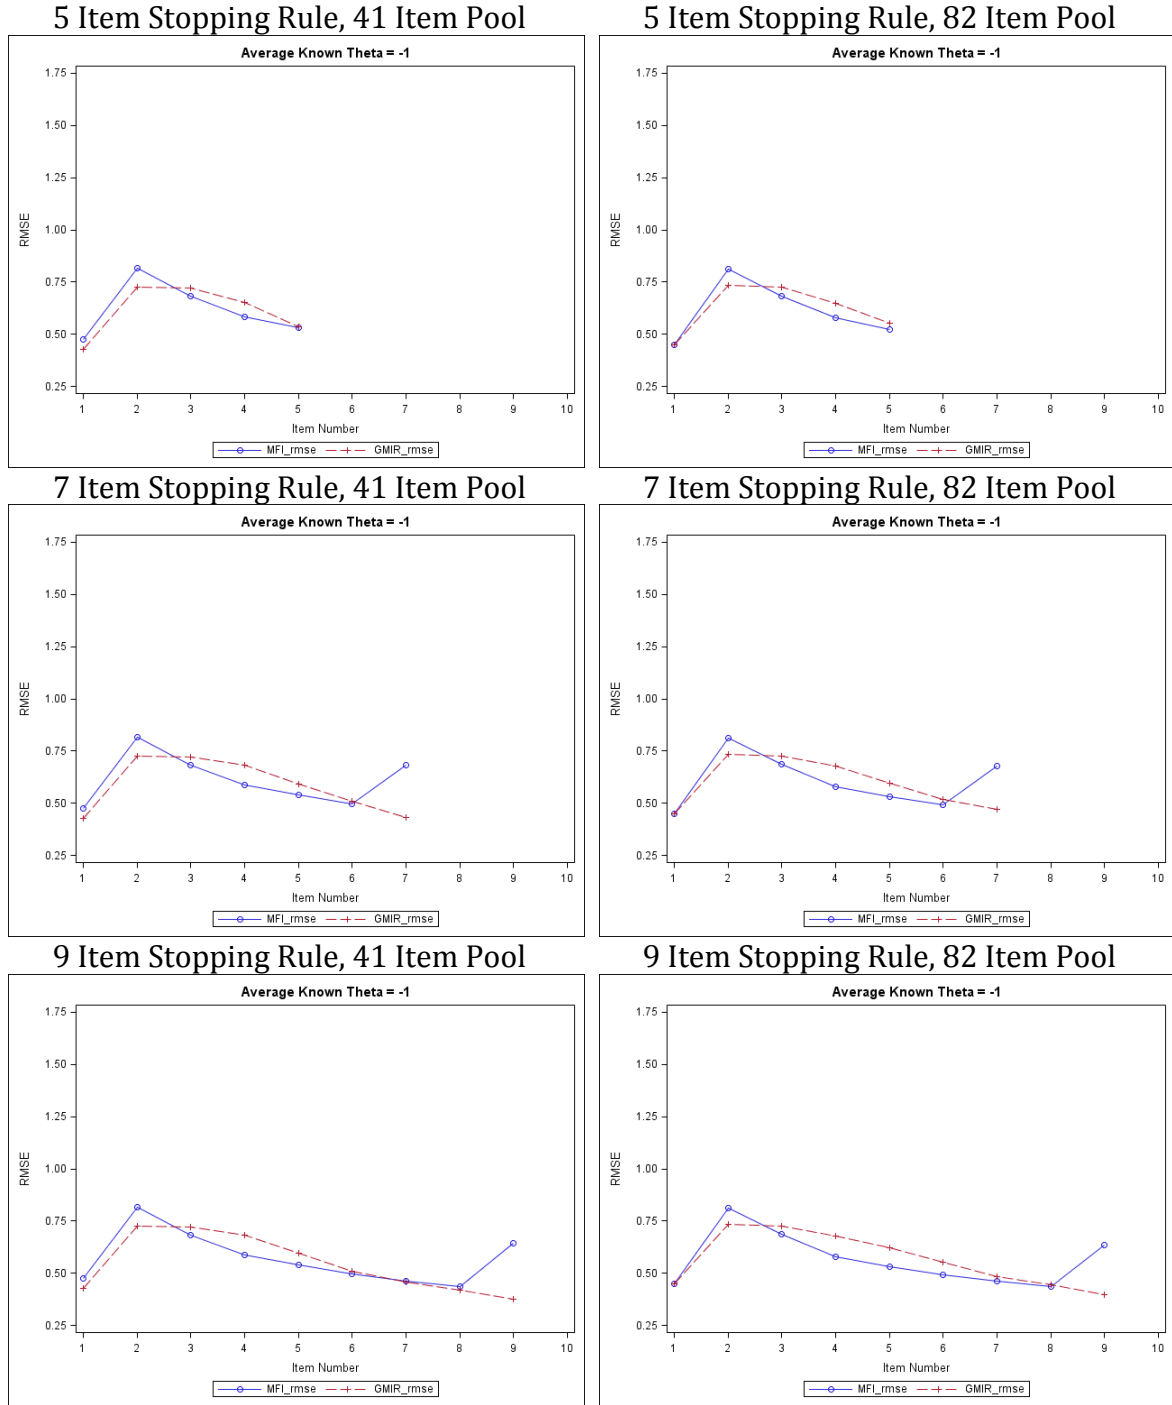 5 Item Stopping Rule, 41 Item Pool
Average Known Theta = -1
1.75
1.50
1.25
1.00
0.75
0.50
0.25
RMSE
1 2 3 4 5 6 7 8 9 10
Item Number
MFI_rmse GMIR_rmse
5 Item Stopping Rule, 82 Item Pool
Average Known Theta = -1
1.75
1.50
1.25
1.00
0.75
0.50
0.25
RMSE
1 2 3 4 5 6 7 8 9 10
Item Number
MFI_rmse GMIR_rmse
7 Item Stopping Rule, 41 Item Pool
Average Known Theta = -1
1.75
1.50
1.25
1.00
0.75
0.50
0.25
RMSE
1 2 3 4 5 6 7 8 9 10
Item Number
MFI_rmse GMIR_rmse
7 Item Stopping Rule, 82 Item Pool
Average Known Theta = -1
1.75
1.50
1.25
1.00
0.75
0.50
0.25
RMSE
1 2 3 4 5 6 7 8 9 10
Item Number
MFI_rmse GMIR_rmse
9 Item Stopping Rule, 41 Item Pool
Average Known Theta = -1
1.75
1.50
1.25
1.00
0.75
0.50
0.25
RMSE
1 2 3 4 5 6 7 8 9 10
Item Number
MFI_rmse GMIR_rmse
9 Item Stopping Rule, 82 Item Pool
Average Known Theta = -1
1.75
1.50
1.25
1.00
0.75
0.50
0.25
RMSE
1 2 3 4 5 6 7 8 9 10
Item Number
MFI_rmse GMIR_rmse